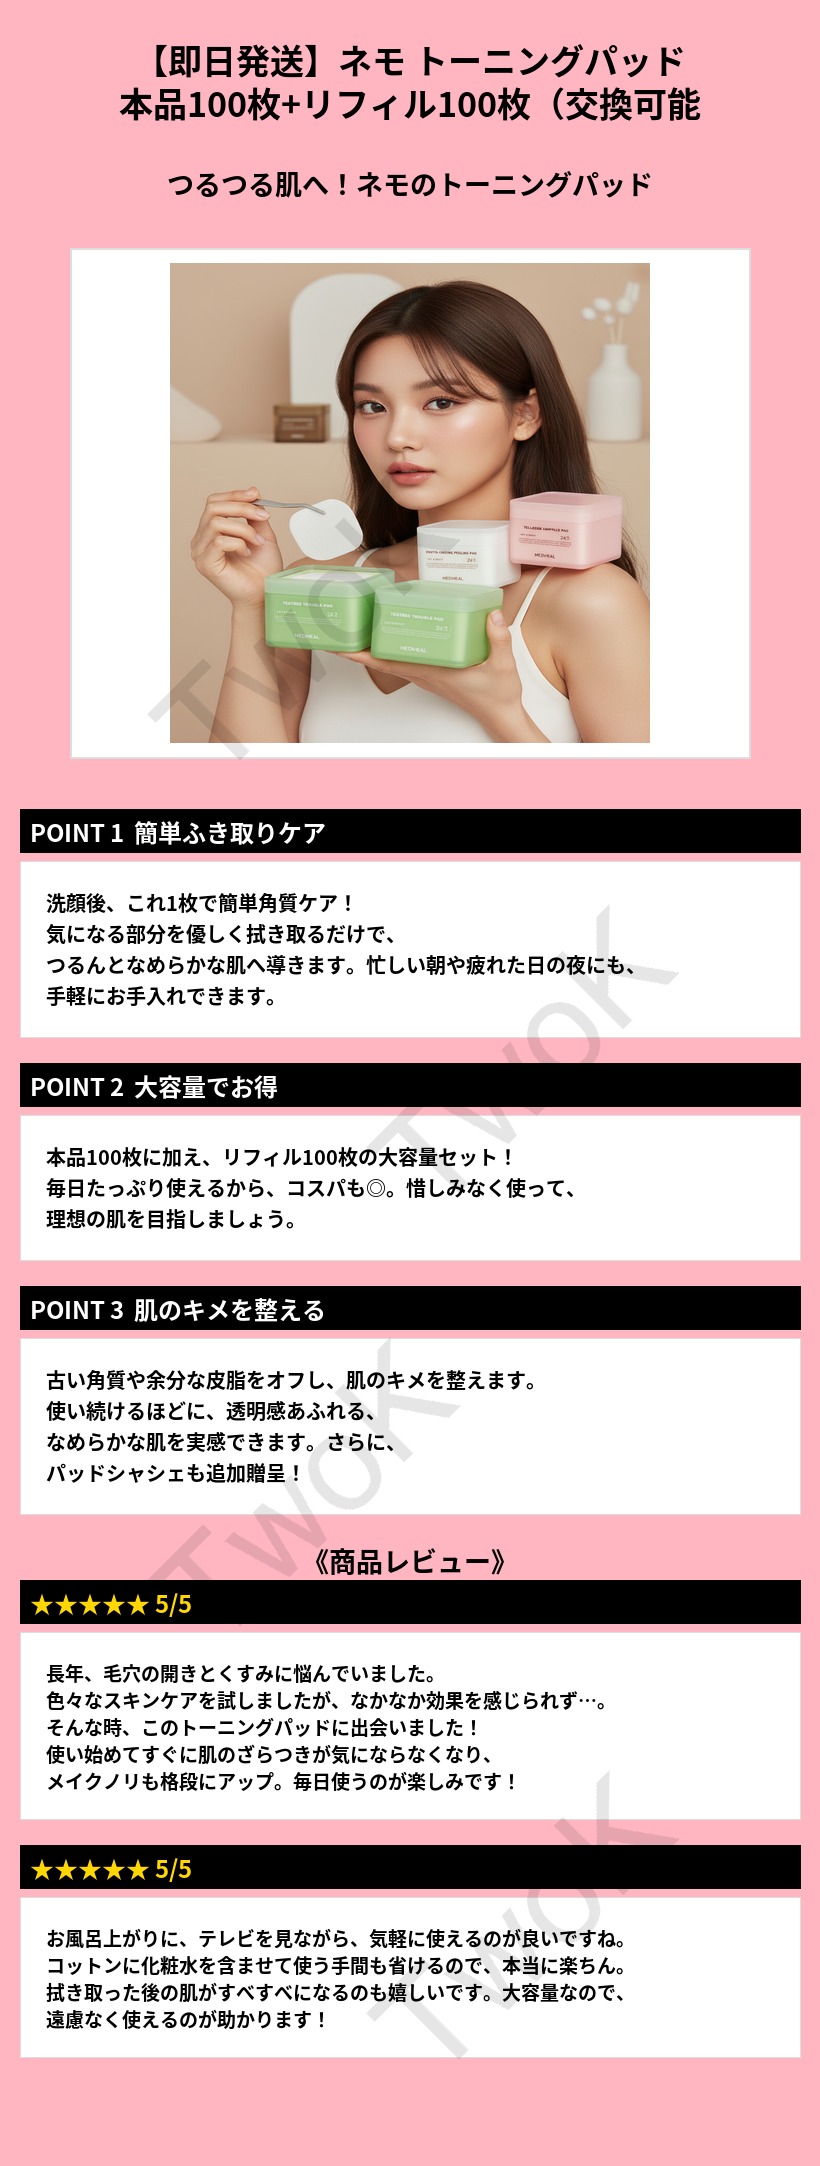 【即日発送】ネモ トーニングパッド
本品100枚+リフィル100枚（交換可能
つるつる肌へ！ネモのトーニングパッド
TEATREE TROUBLE PAD
MEDIHEAL
TEATREE TROUBLE PAD
MEDIHEAL
PEELING PAD
MEDIHEAL
PAD
MEDIHEAL
TwoK
POINT 1 簡単ふき取りケア
洗顔後、これ1枚で簡単角質ケア！
気になる部分を優しく拭き取るだけで、
つるんとなめらかな肌へ導きます。忙しい朝や疲れた日の夜にも、
手軽にお手入れできます。
TwoK
POINT 2 大容量でお得
本品100枚に加え、リフィル100枚の大容量セット！
毎日たっぷり使えるから、コスパも◎。惜しみなく使って、
理想の肌を目指しましょう。
POINT 3 肌のキメを整える
古い角質や余分な皮脂をオフし、肌のキメを整えます。
使い続けるほどに、透明感あふれる、
なめらかな肌を実感できます。さらに、
パッドシャシェも追加贈呈！
TwoK
《商品レビュー》
★★★★★ 5/5
長年、毛穴の開きとくすみに悩んでいました。
色々なスキンケアを試しましたが、なかなか効果を感じられず…。
そんな時、このトーニングパッドに出会いました！
使い始めてすぐに肌のざらつきが気にならなくなり、
メイクノリも格段にアップ。毎日使うのが楽しみです！
★★★★★ 5/5
お風呂上がりに、テレビを見ながら、気軽に使えるのが良いですね。
コットンに化粧水を含ませて使う手間も省けるので、本当に楽ちん。
拭き取った後の肌がすべすべになるのも嬉しいです。大容量なので、
遠慮なく使えるのが助かります！
TwoK